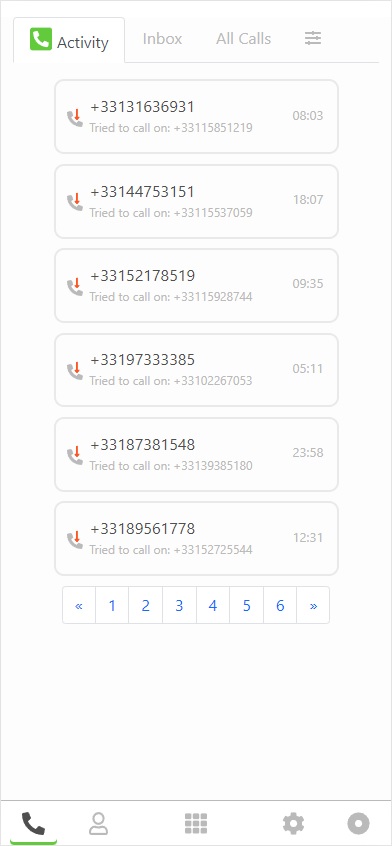 Activity
Inbox
All Calls
+33131636931
Tried to call on: +33115851219
08:03
+33144753151
Tried to call on: +33115537059
18:07
+33152178519
Tried to call on: +33115928744
09:35
+33197333385
Tried to call on: +33102267053
05:11
+33187381548
Tried to call on: +33139385180
23:58
+33189561778
Tried to call on: +33152725544
12:31
« 1 2 3 4 5 6 »